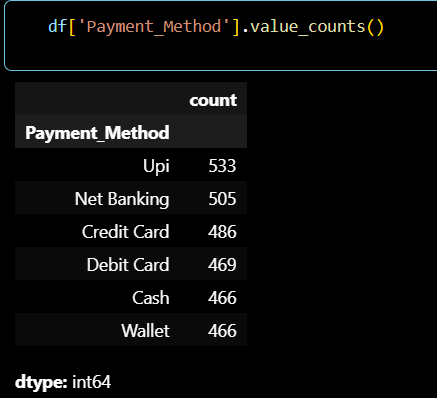 df['Payment_Method'].value_counts()
count
Payment_Method
Upi 533
Net Banking 505
Credit Card 486
Debit Card 469
Cash 466
Wallet 466
dtype: int64